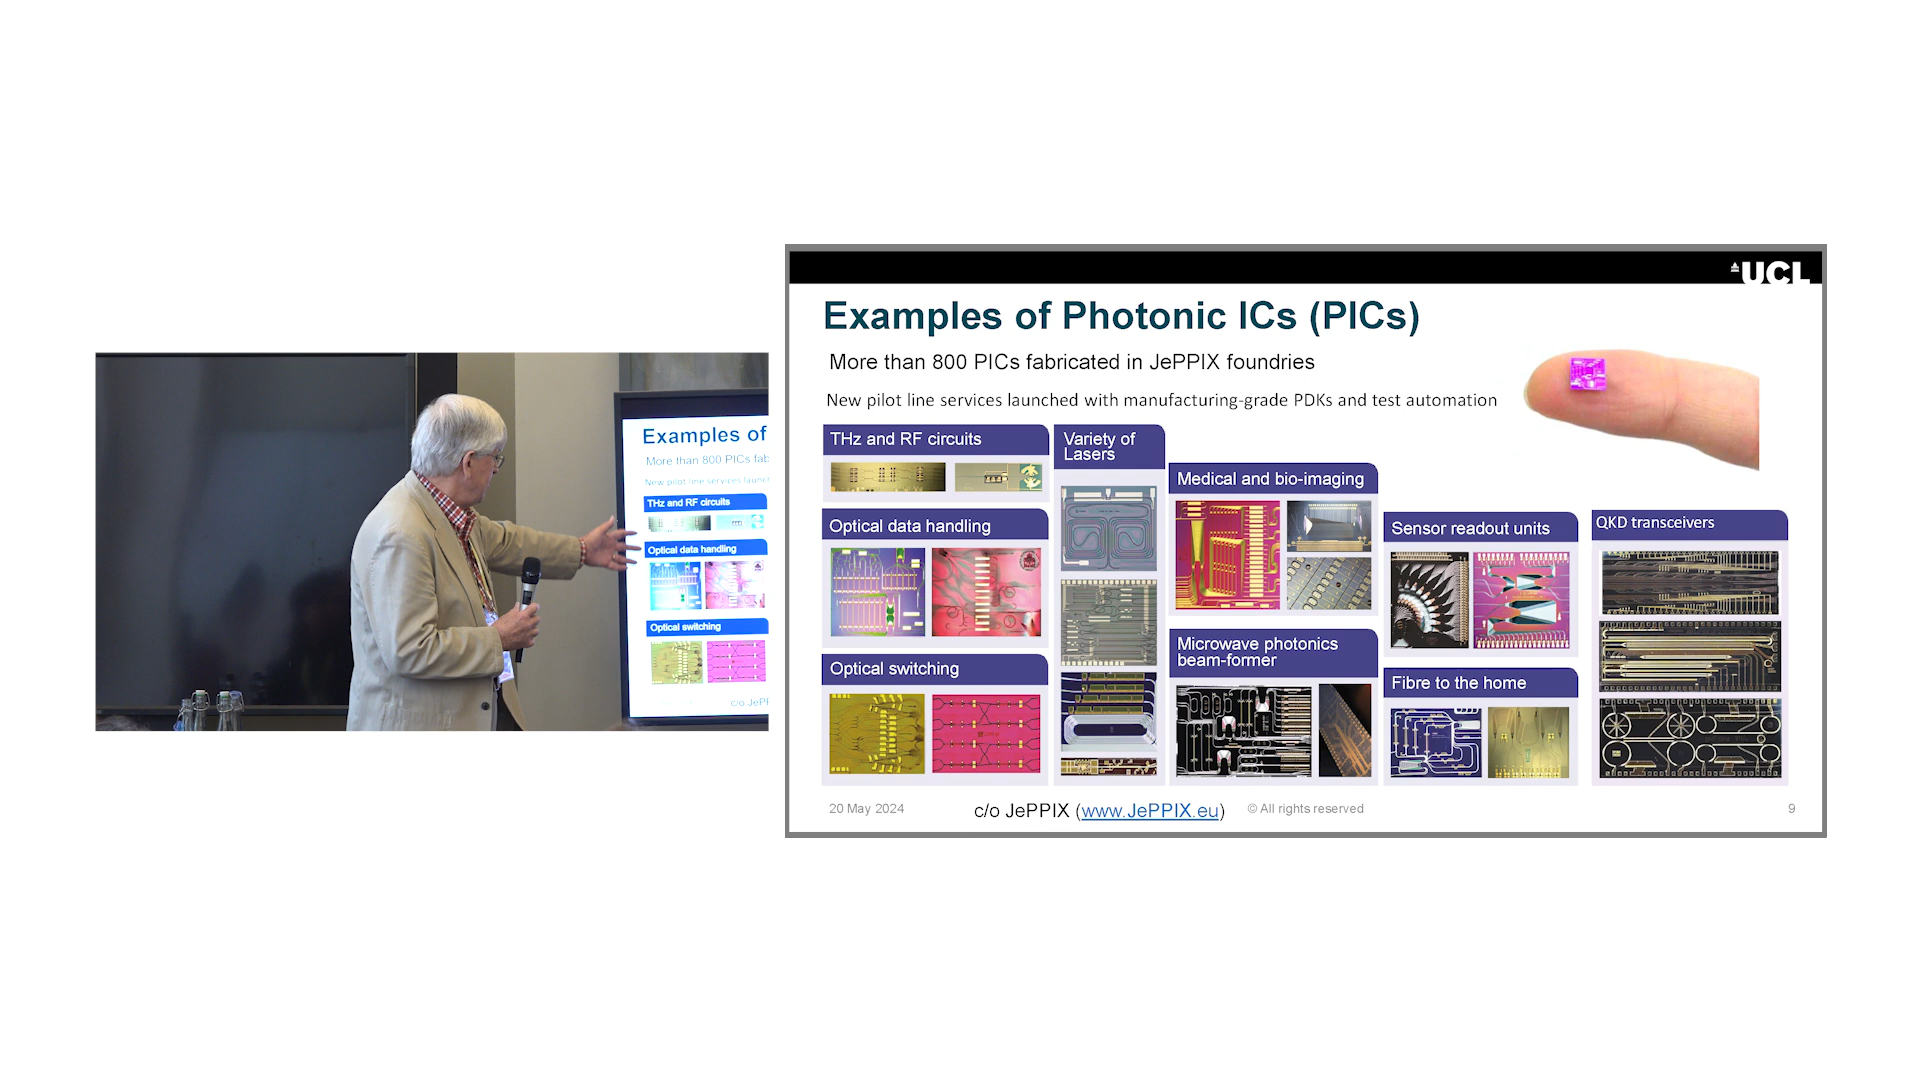 Examples of
More than 800 PICs fab
New pilot line services launch
THz and RF circuits
Optical data handling
Optical switching
c/o JePP
UCL
Examples of Photonic ICs (PICs)
More than 800 PICs fabricated in JePPIX foundries
New pilot line services launched with manufacturing-grade PDKs and test automation
THz and RF circuits
Optical data handling
Optical switching
Variety of
Lasers
Medical and bio-imaging
Microwave photonics
beam-former
Sensor readout units
Fibre to the home
QKD transceivers
20 May 2024
c/o JePPIX (www.JePPIX.eu)
© All rights reserved
9